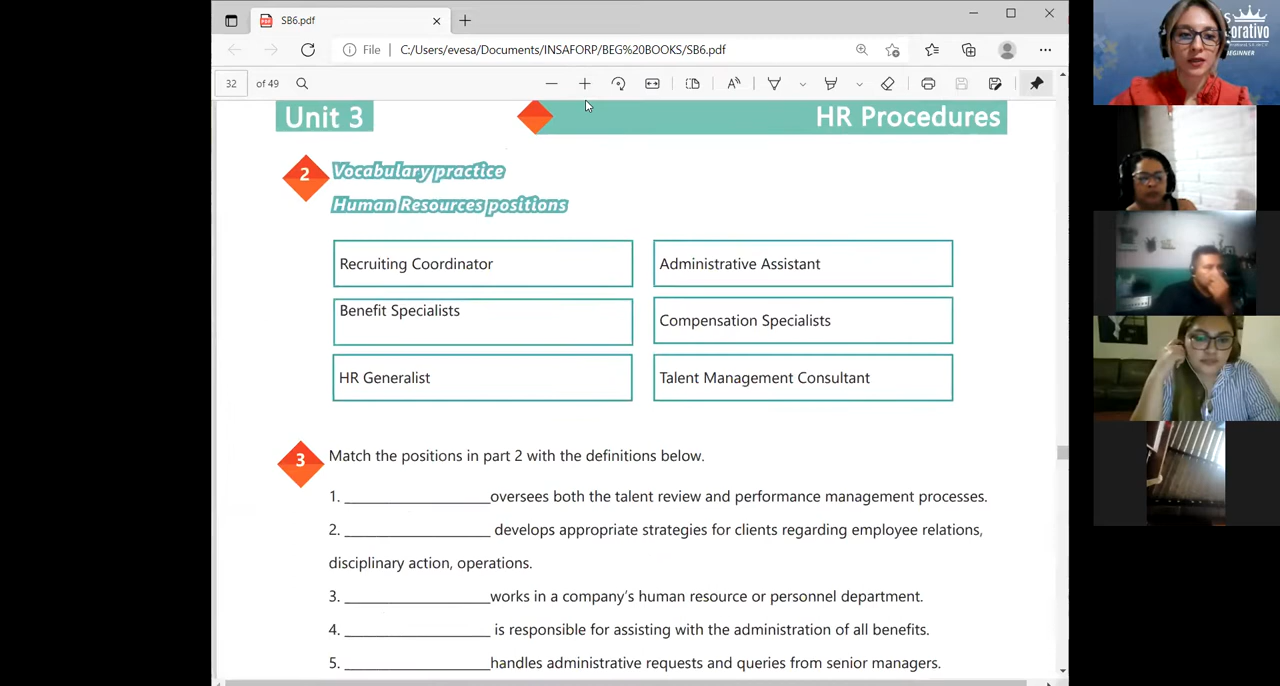 SB6.pdf
File C:/Users/evesa/Documents/INSAFORP/BEG%20BOOKS/SB6.pdf
32 of 49
Unit 3
HR Procedures
2
Vocabulary practice
Human Resources positions
Recruiting Coordinator
Administrative Assistant
Benefit Specialists
Compensation Specialists
HR Generalist
Talent Management Consultant
3 Match the positions in part 2 with the definitions below.
1. __________________oversees both the talent review and performance management processes.
2. __________________ develops appropriate strategies for clients regarding employee relations,
disciplinary action, operations.
3. __________________works in a company's human resource or personnel department.
4. __________________ is responsible for assisting with the administration of all benefits.
5. __________________handles administrative requests and queries from senior managers.